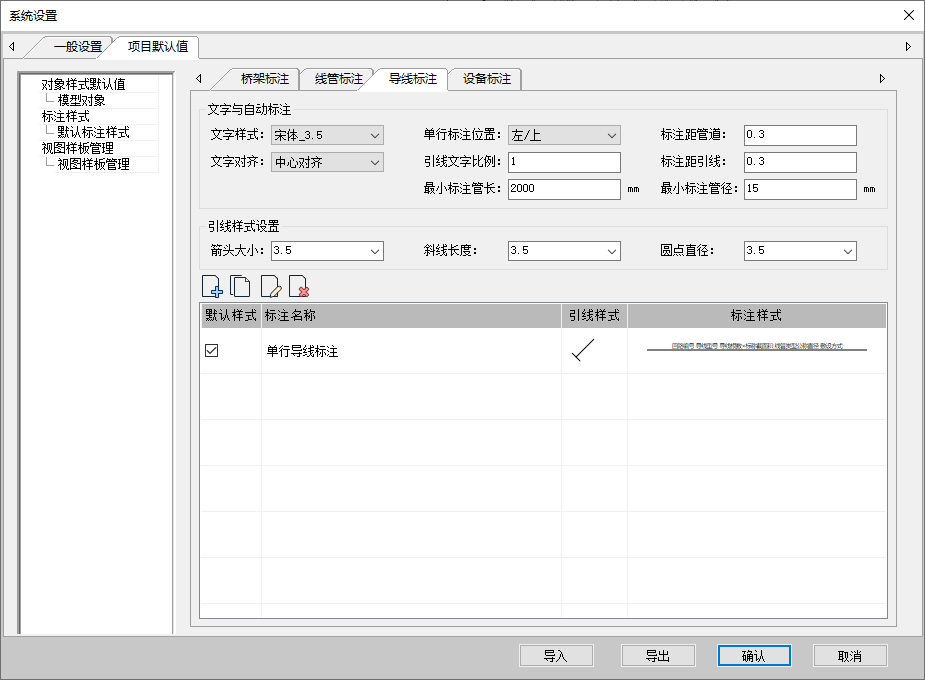 系统设置
一般设置 项目默认值
对象样式默认值
模型对象
标注样式
默认标注样式
视图样板管理
视图样板管理
桥架标注 线管标注 导线标注 设备标注
文字与自动标注
文字样式: 宋体_3.5 单行标注位置: 左/上 标注距管道: 0.3
文字对齐: 中心对齐 引线文字比例: 1 标注距引线: 0.3
最小标注管长: 2000 mm 最小标注管径: 15 mm
引线样式设置
箭头大小: 3.5 斜线长度: 3.5 圆点直径: 3.5
默认样式 标注名称 引线样式 标注样式
单行导线标注
导入 导出 确认 取消